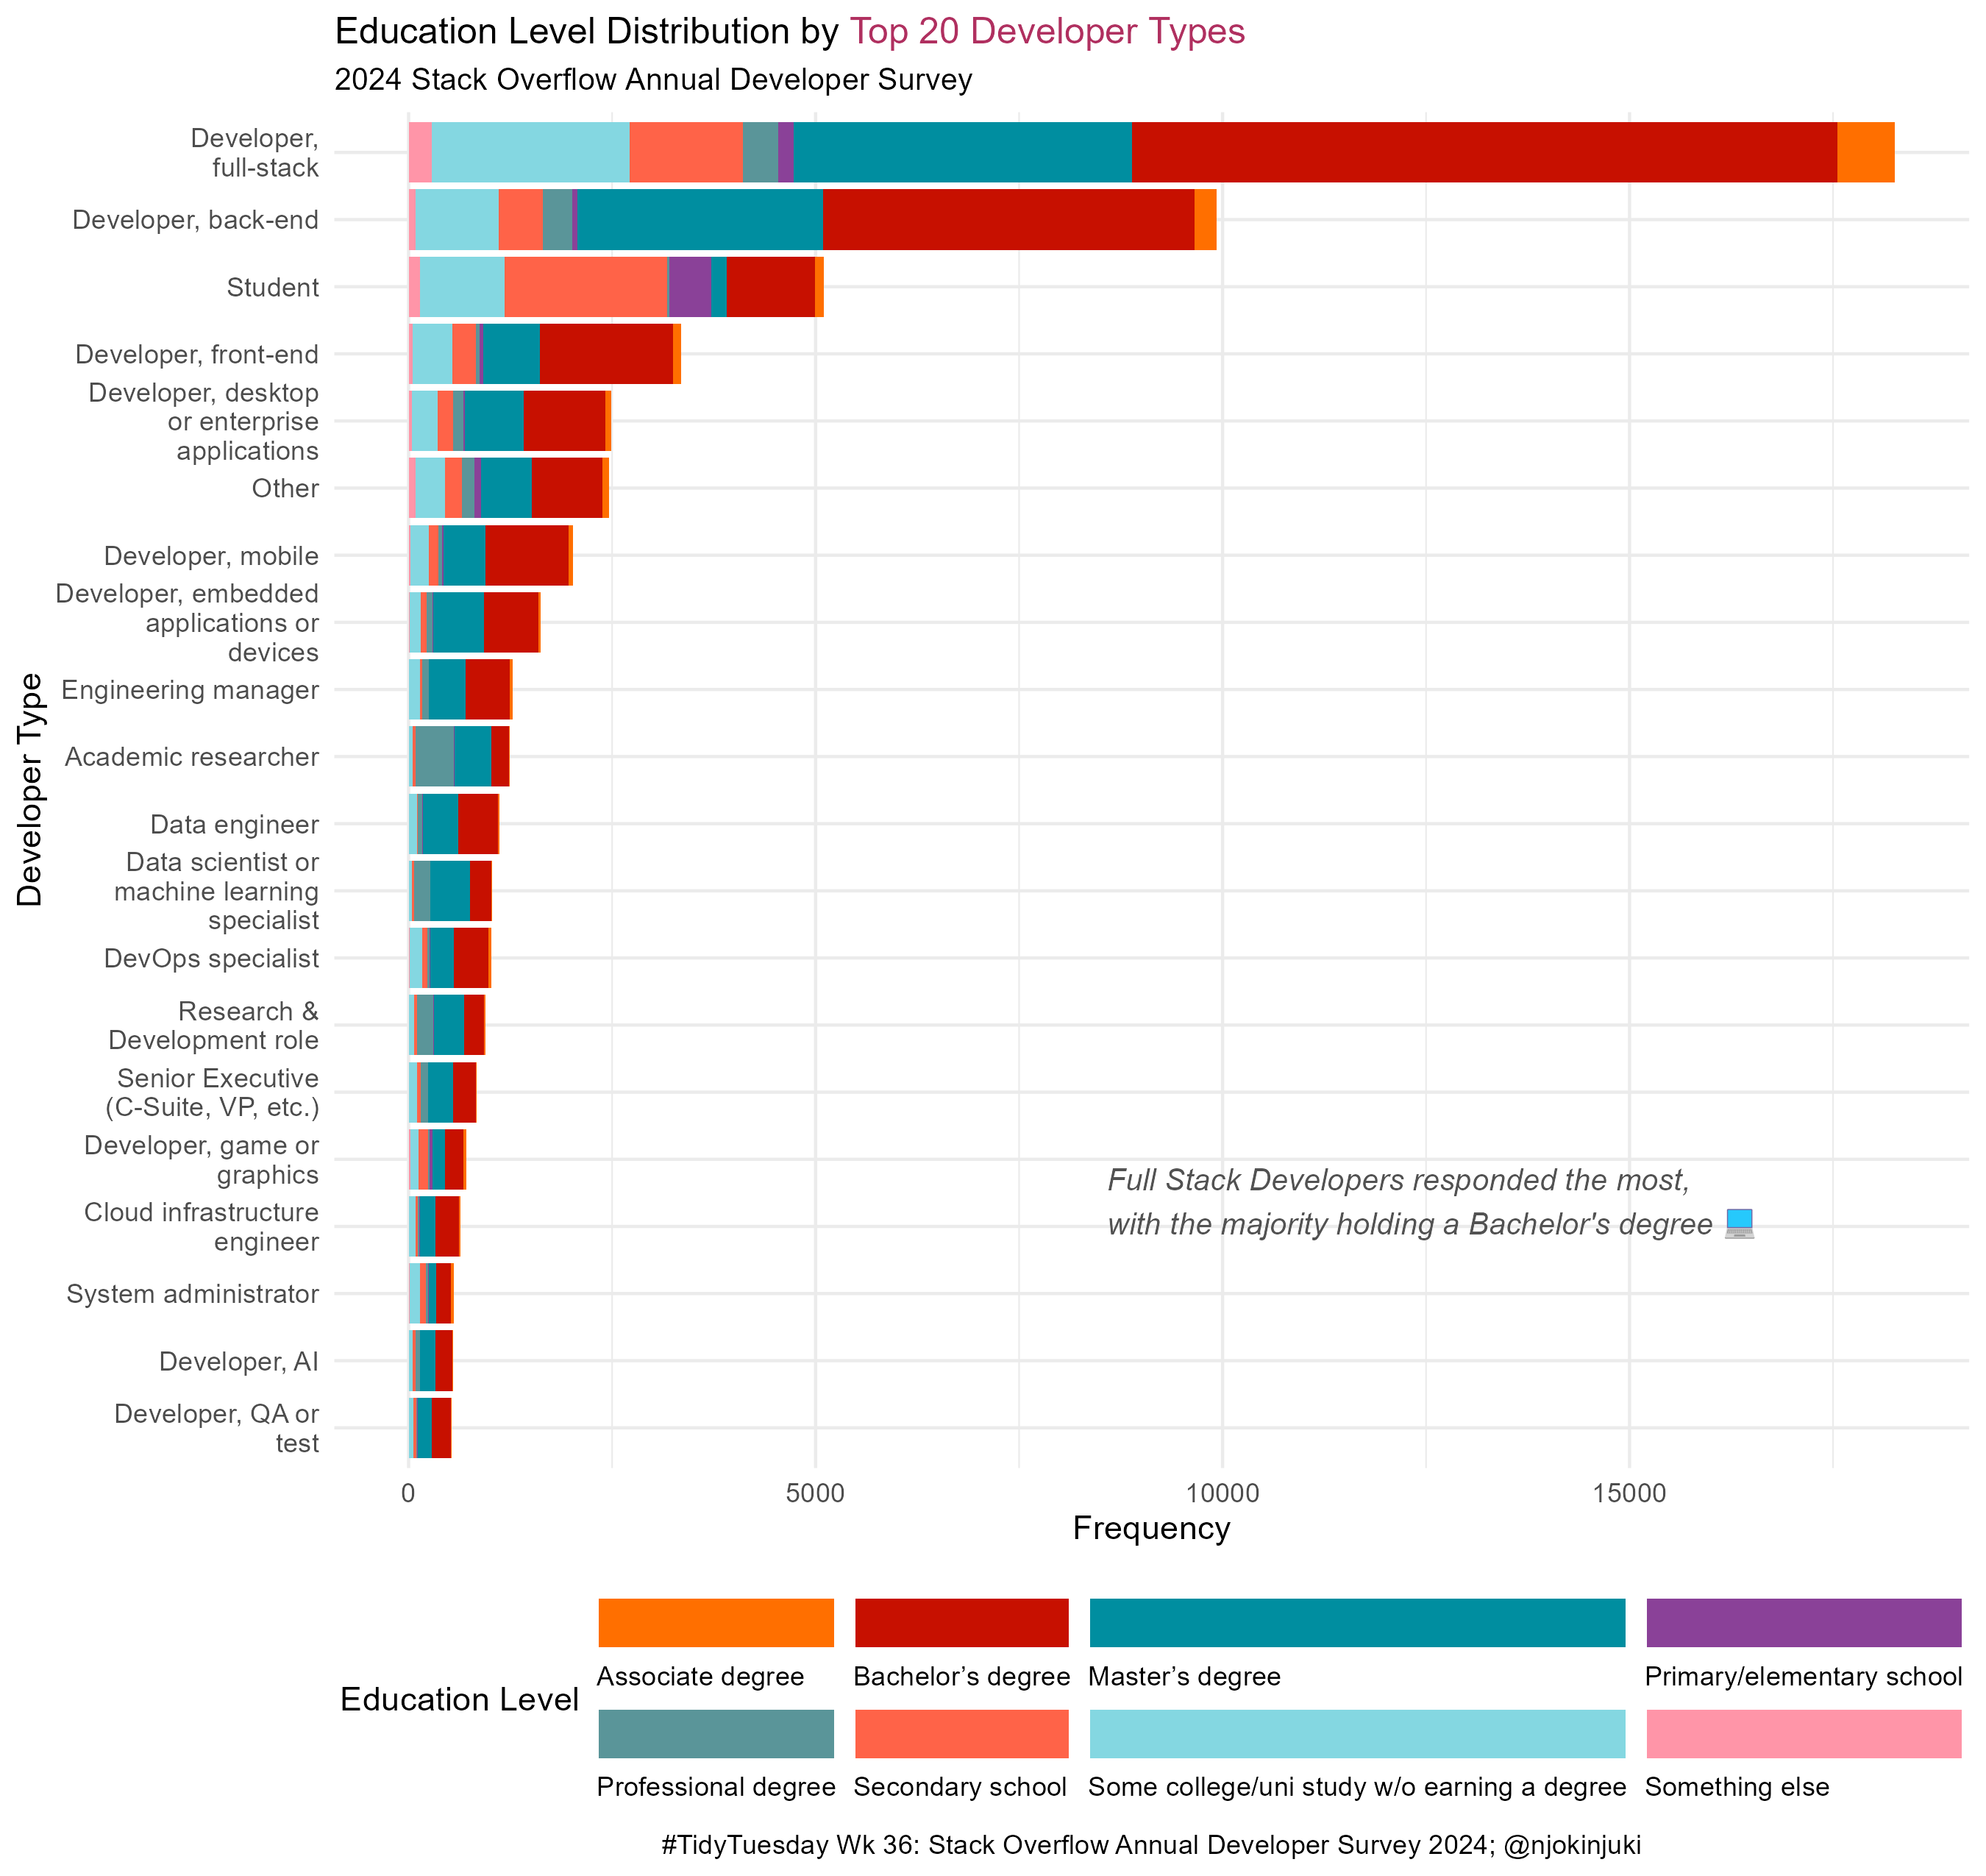 Education Level Distribution by Top 20 Developer Types
2024 Stack Overflow Annual Developer Survey
Developer Type
Developer,
full-stack
Developer, back-end
Student
Developer, front-end
Developer, desktop
or enterprise
applications
Other
Developer, mobile
Developer, embedded
applications or
devices
Engineering manager
Academic researcher
Data engineer
Data scientist or
machine learning
specialist
DevOps specialist
Research &
Development role
Senior Executive
(C-Suite, VP, etc.)
Developer, game or
graphics
Cloud infrastructure
engineer
System administrator
Developer, AI
Developer, QA or
test
Full Stack Developers responded the most,
with the majority holding a Bachelor's degree 💻
0 5000 10000 15000
Frequency
Education Level
Associate degree Bachelor’s degree Master’s degree Primary/elementary school
Professional degree Secondary school Some college/uni study w/o earning a degree Something else
#TidyTuesday Wk 36: Stack Overflow Annual Developer Survey 2024; @njokinjuki